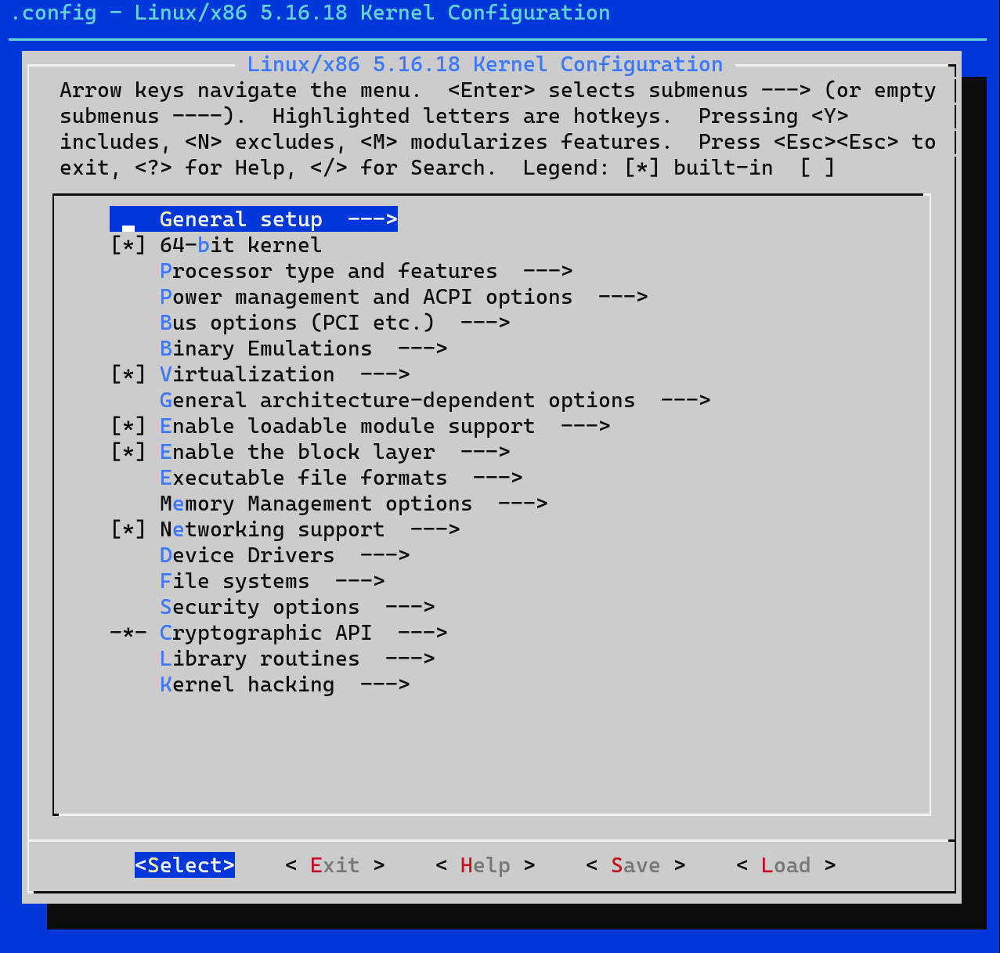 .config - Linux/x86 5.16.18 Kernel Configuration
Linux/x86 5.16.18 Kernel Configuration
Arrow keys navigate the menu.  <Enter> selects submenus ---> (or empty
submenus ----).  Highlighted letters are hotkeys.  Pressing <Y>
includes, <N> excludes, <M> modularizes features.  Press <Esc><Esc> to
exit, <?> for Help, </> for Search.  Legend: [*] built-in  [ ]
General setup  --->
[*] 64-bit kernel
Processor type and features  --->
Power management and ACPI options  --->
Bus options (PCI etc.)  --->
Binary Emulations  --->
[*] Virtualization  --->
General architecture-dependent options  --->
[*] Enable loadable module support  --->
[*] Enable the block layer  --->
Executable file formats  --->
Memory Management options  --->
[*] Networking support  --->
Device Drivers  --->
File systems  --->
Security options  --->
-*- Cryptographic API  --->
Library routines  --->
Kernel hacking  --->
<Select>    < Exit >    < Help >    < Save >    < Load >